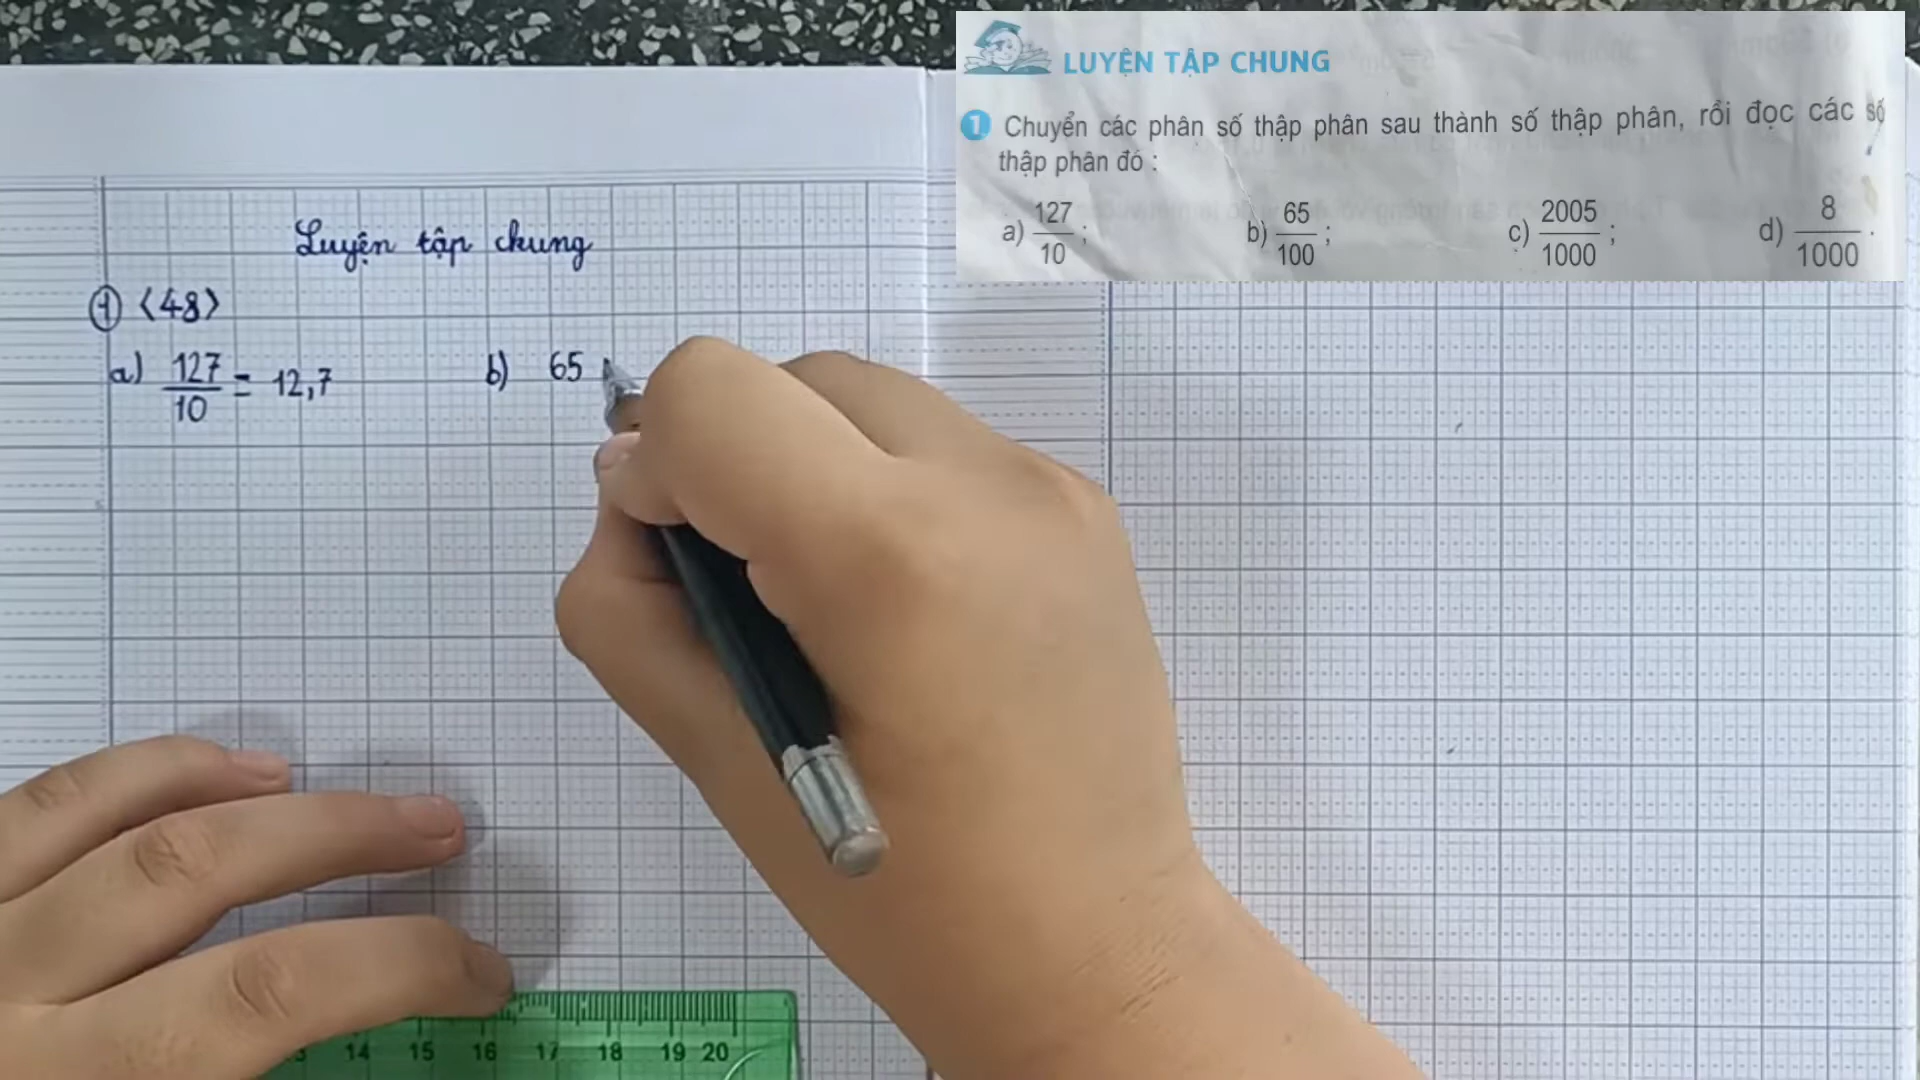 LUYỆN TẬP CHUNG
1 Chuyển các phân số thập phân sau thành số thập phân, rồi đọc các số
thập phân đó :
a) 127/10 ; b) 65/100 ; c) 2005/1000 ; d) 8/1000 .
Luyện tập chung
1 <48>
a) 127/10 = 12,7 b) 65
14 15 16 17 18 19 20